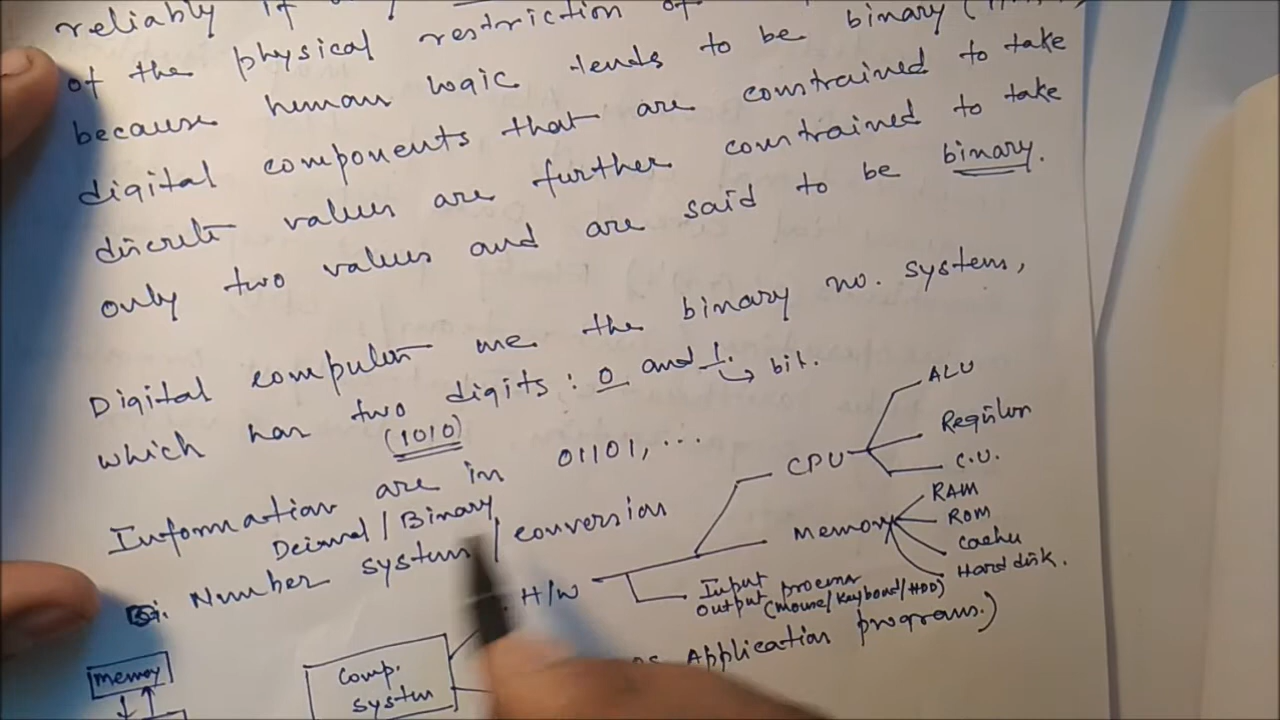 reliably if
of the physical restriction of
because human logic tends to be binary
digital components that are constrained to take
discrete values are further constrained to take
only two values and are said to be binary.
Digital computer use the binary no. system,
which has two digits : 0 and 1. → bit.
(1010)
Information are in 01101, ...
Decimal / Binary
Number system / conversion
H/W
CPU
ALU
Register
C.U.
Memory
RAM
ROM
Cache
Hard disk.
Input process
Output (Mouse/Keyboard/HDD)
Application programs.)
Comp.
system
Memory